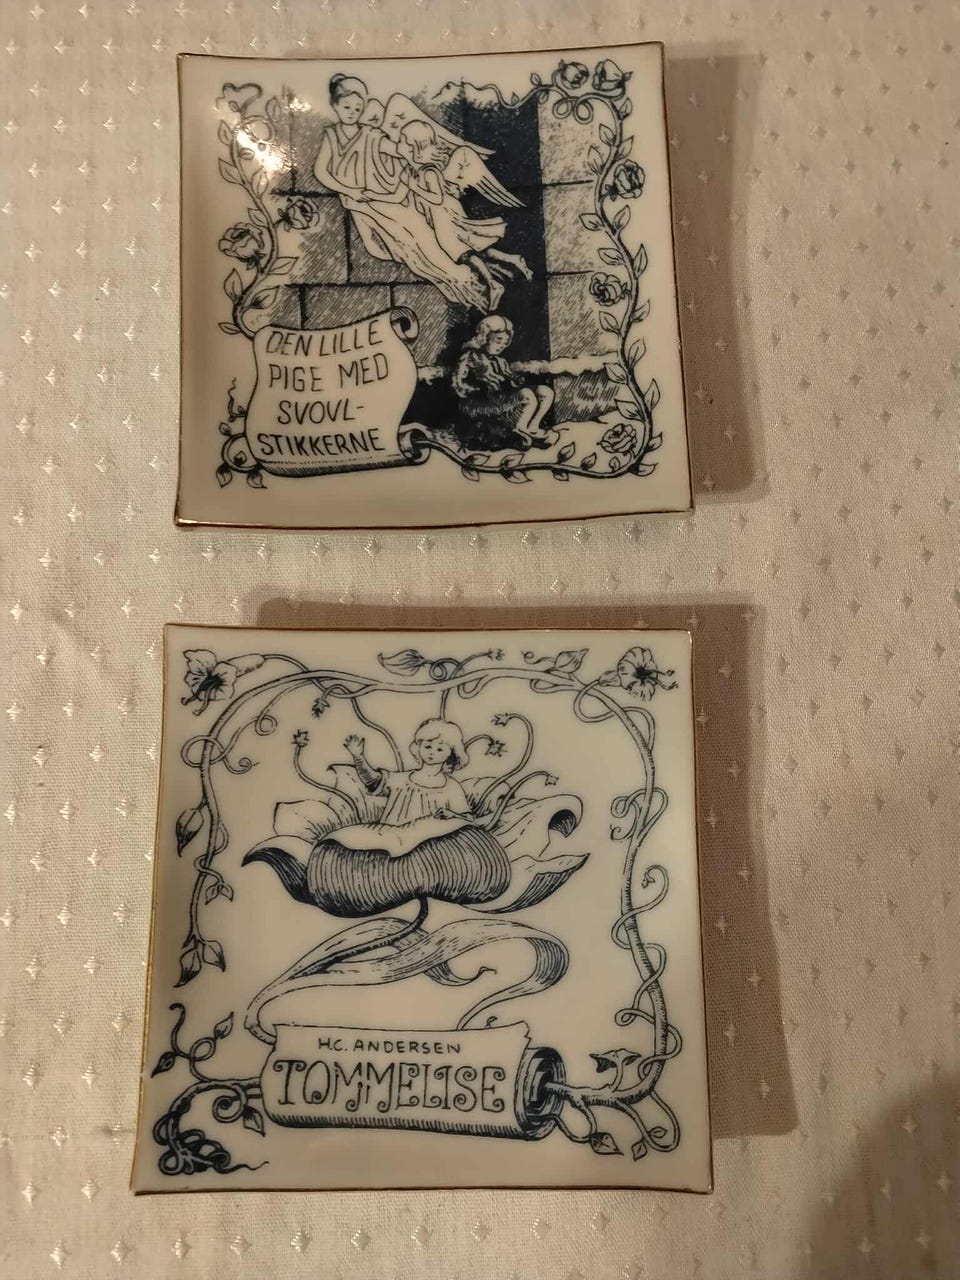 DEN LILLE
PIGE MED
SVOVL-
STIKKERNE
H.C. ANDERSEN
TOMMELISE